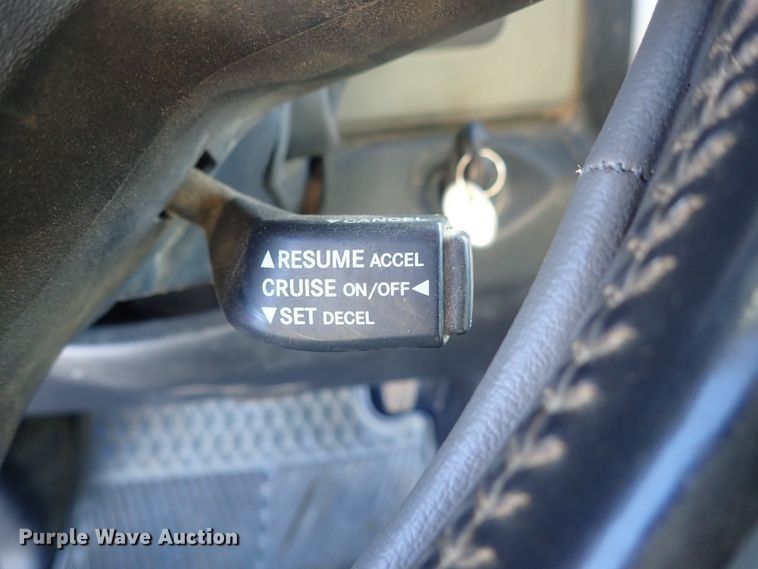 ▼CANCEL
▲RESUME ACCEL
CRUISE ON/OFF◀
▼SET DECEL
Purple Wave Auction